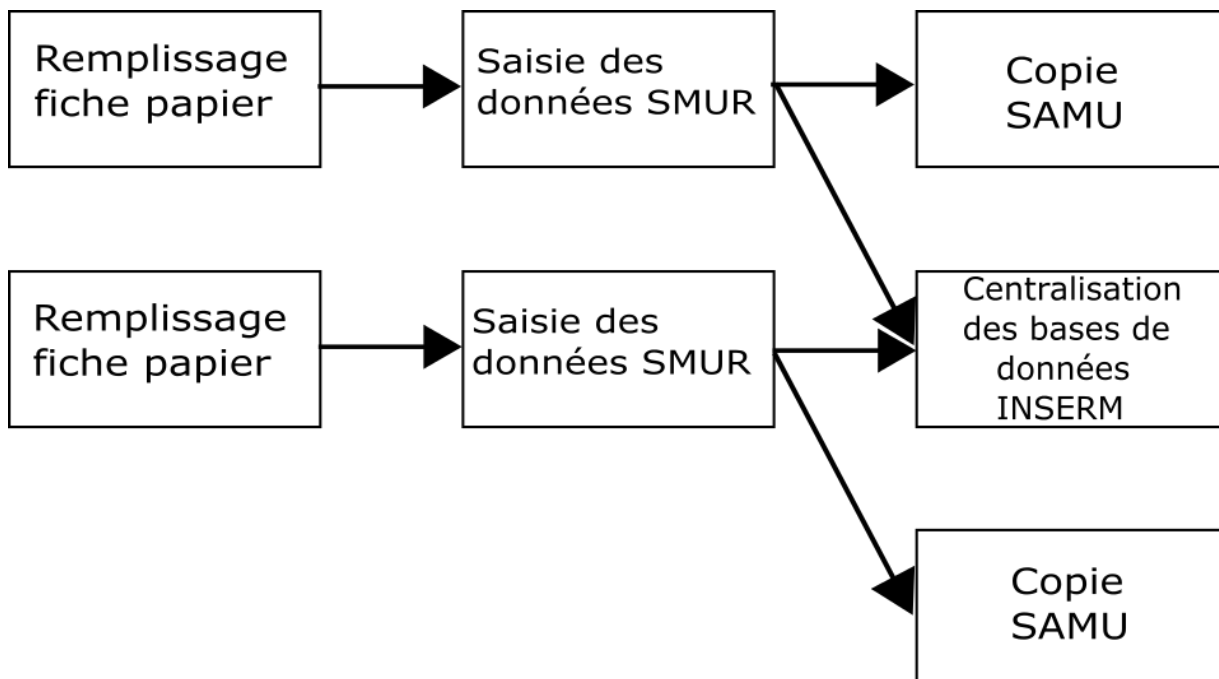 Remplissage
fiche papier
Saisie des
données SMUR
Copie
SAMU
Remplissage
fiche papier
Saisie des
données SMUR
Centralisation
des bases de
données
INSERM
Copie
SAMU